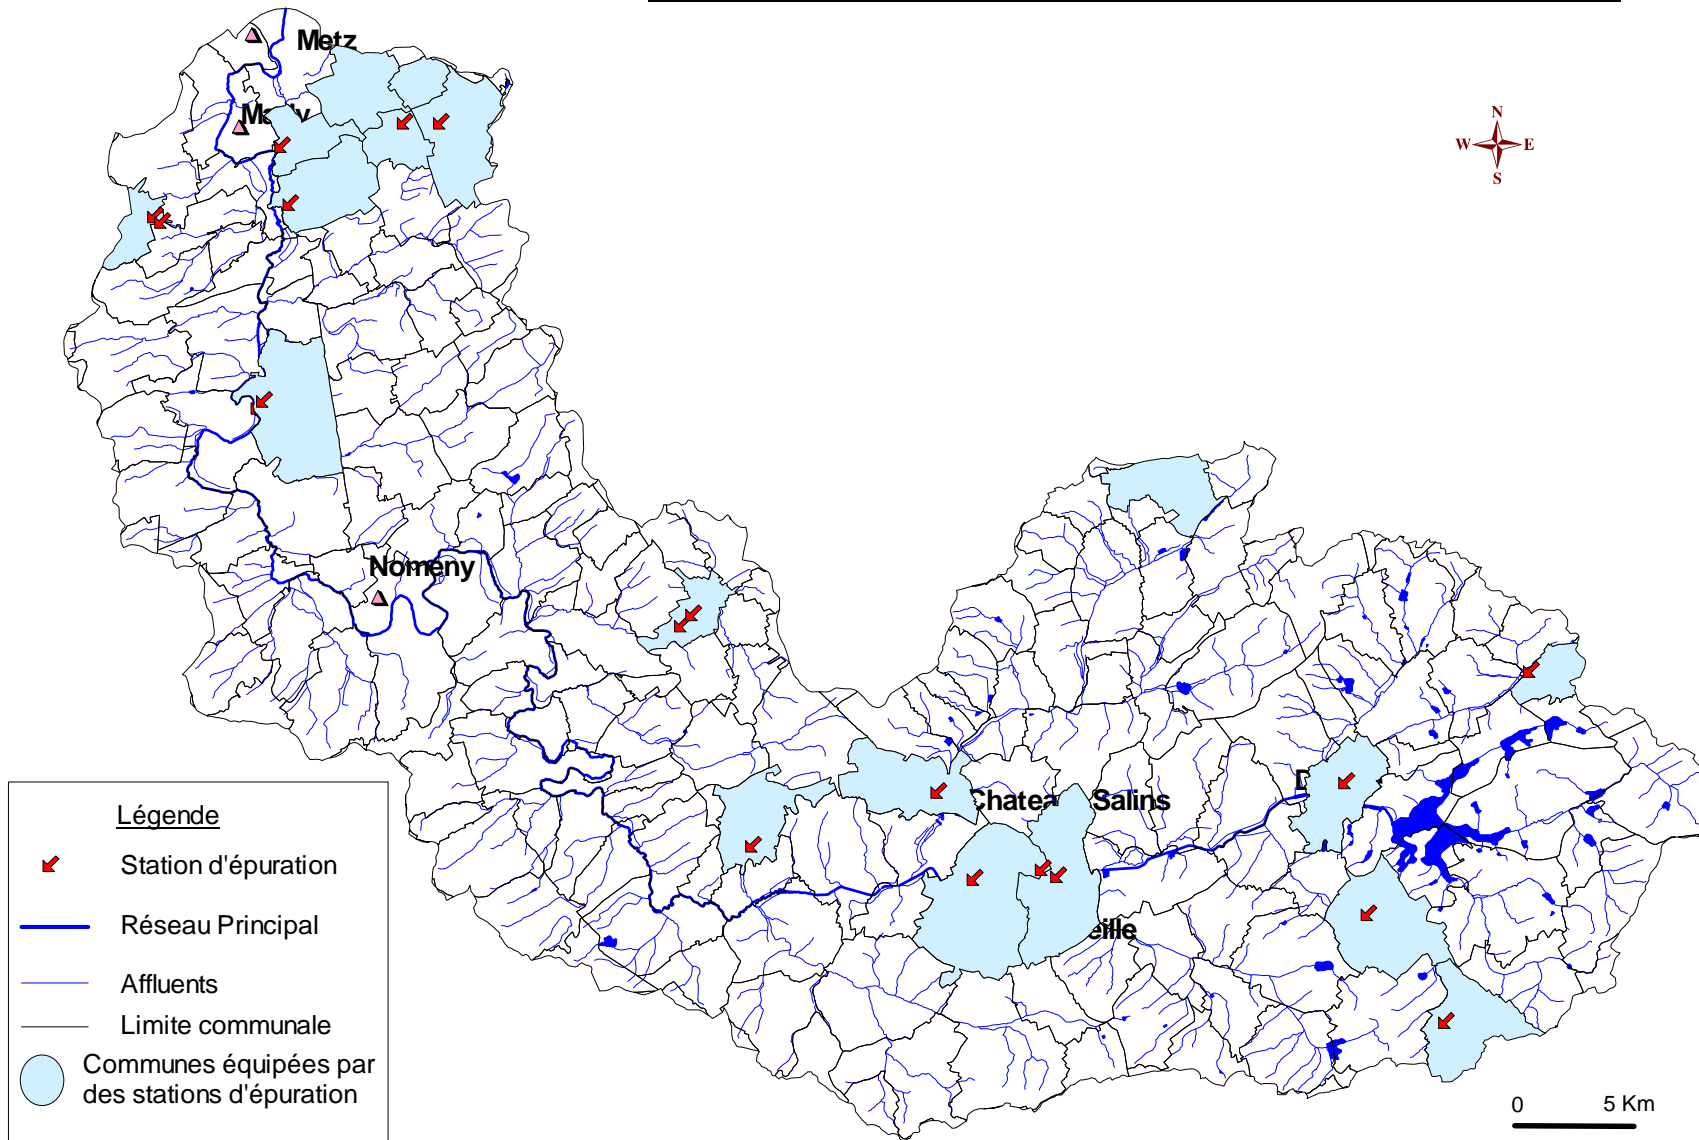 Metz
N
W E
S
Nomény
Salins
Légende
Station d'épuration
Réseau Principal
Affluents
Limite communale
Communes équipées par
des stations d'épuration
0 5 Km